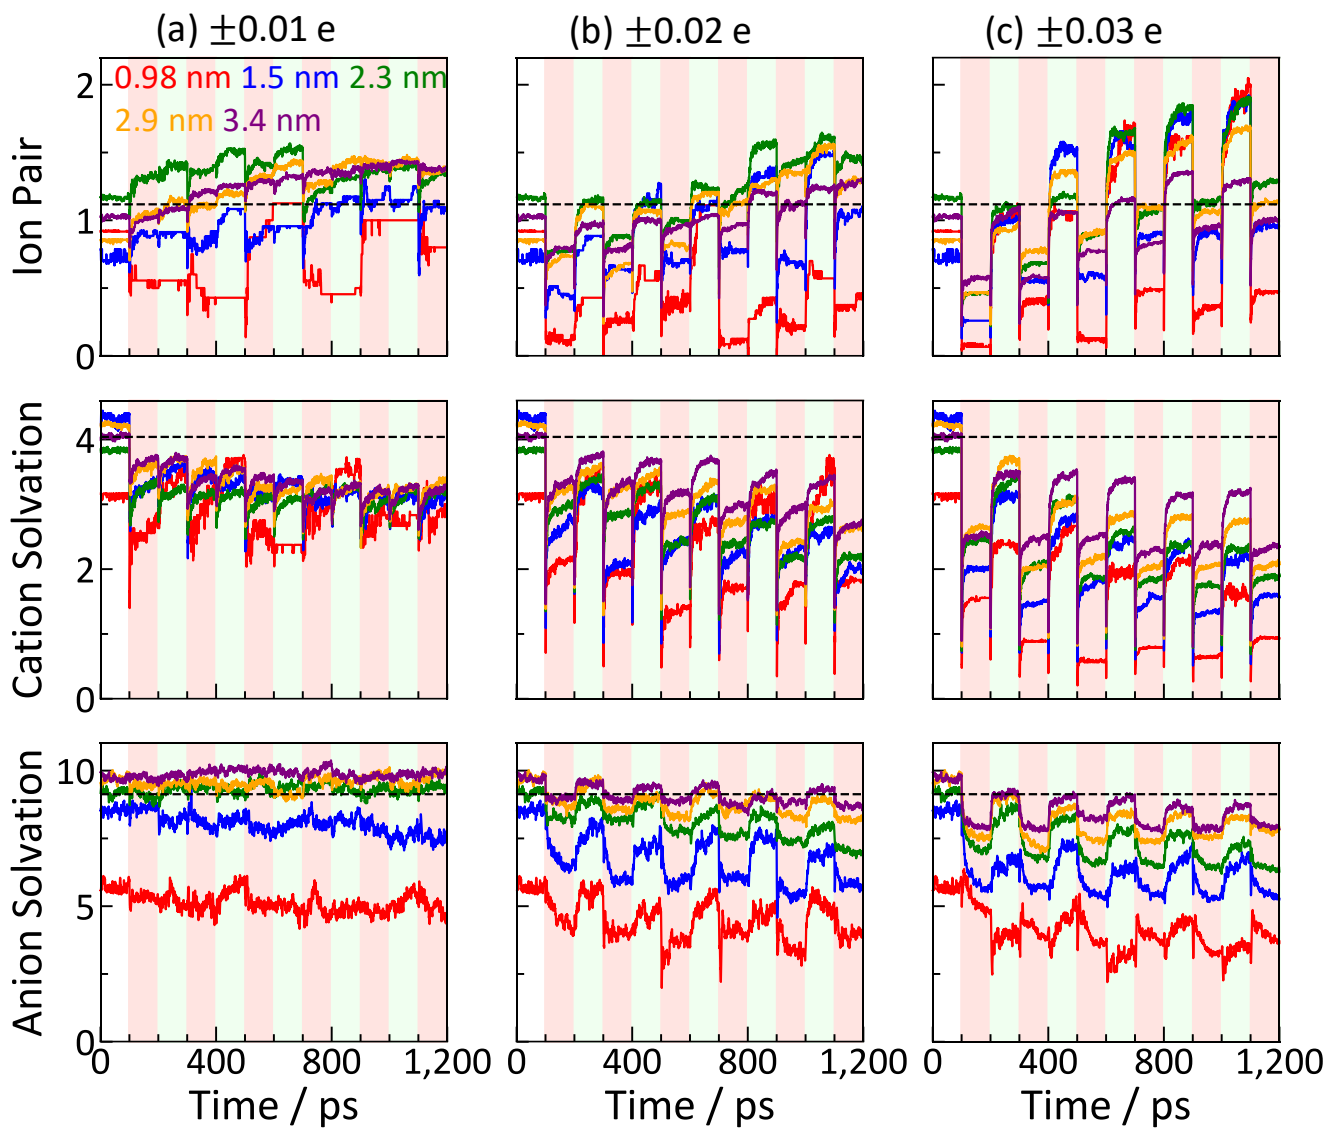 (a) ±0.01 e
(b) ±0.02 e
(c) ±0.03 e
0.98 nm 1.5 nm 2.3 nm
2.9 nm 3.4 nm
Ion Pair
2
1
0
Cation Solvation
4
2
0
Anion Solvation
10
5
0
0 400 800 1,200
0 400 800 1,200
0 400 800 1,200
Time / ps
Time / ps
Time / ps